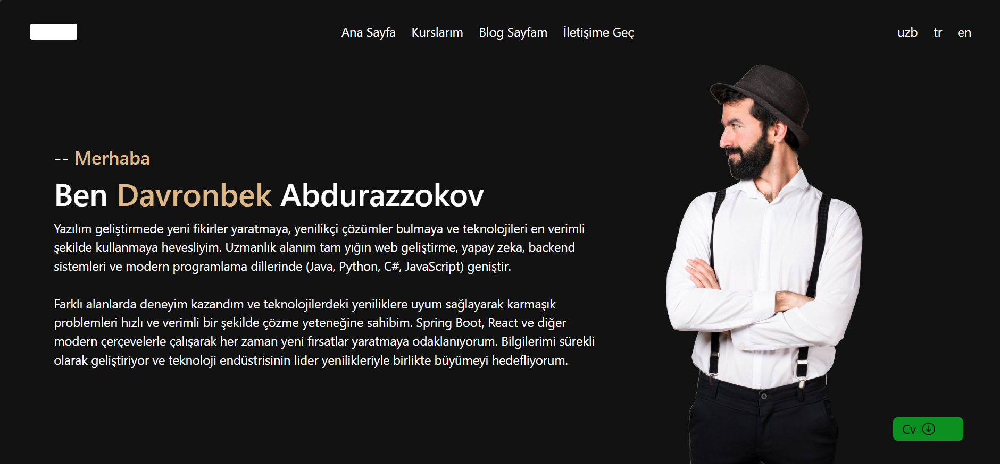 Ana Sayfa Kurslarım Blog Sayfam İletişime Geç
uzb tr en
-- Merhaba
Ben Davronbek Abdurazzokov
Yazılım geliştirmede yeni fikirler yaratmaya, yenilikçi çözümler bulmaya ve teknolojileri en verimli
şekilde kullanmaya hevesliyim. Uzmanlık alanım tam yığın web geliştirme, yapay zeka, backend
sistemleri ve modern programlama dillerinde (Java, Python, C#, JavaScript) geniştir.
Farklı alanlarda deneyim kazandım ve teknolojilerdeki yeniliklere uyum sağlayarak karmaşık
problemleri hızlı ve verimli bir şekilde çözme yeteneğine sahibim. Spring Boot, React ve diğer
modern çerçevelerle çalışarak her zaman yeni fırsatlar yaratmaya odaklanıyorum. Bilgilerimi sürekli
olarak geliştiriyor ve teknoloji endüstrisinin lider yenilikleriyle birlikte büyümeyi hedefliyorum.
Cv